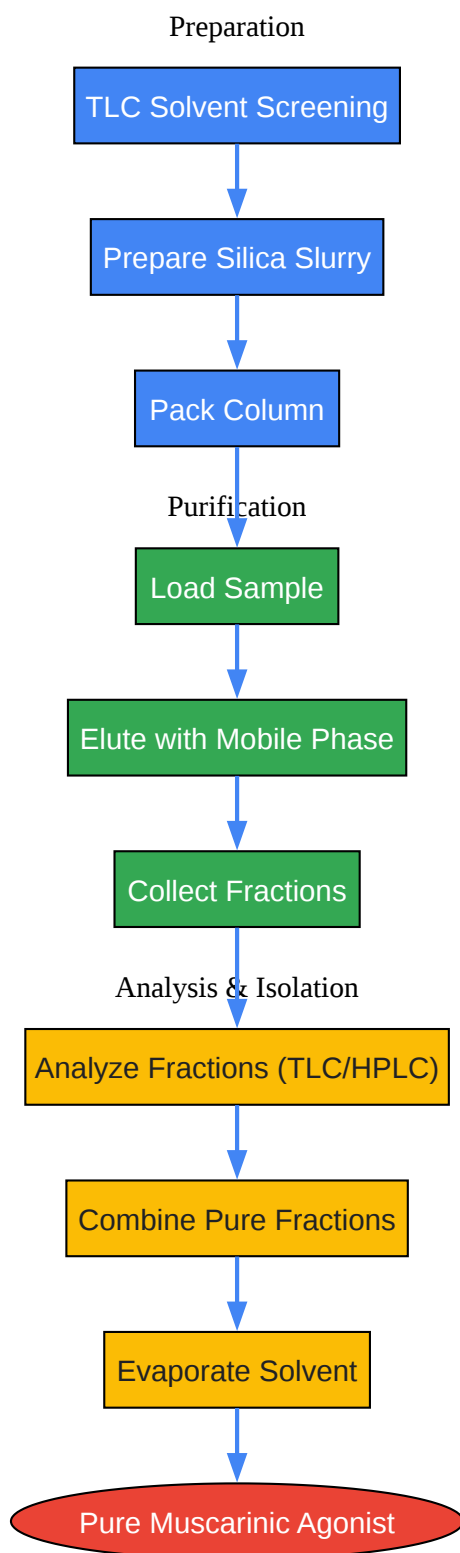 Preparation
TLC Solvent Screening
Prepare Silica Slurry
Pack Column
Purification
Load Sample
Elute with Mobile Phase
Collect Fractions
Analysis & Isolation
Analyze Fractions (TLC/HPLC)
Combine Pure Fractions
Evaporate Solvent
Pure Muscarinic Agonist